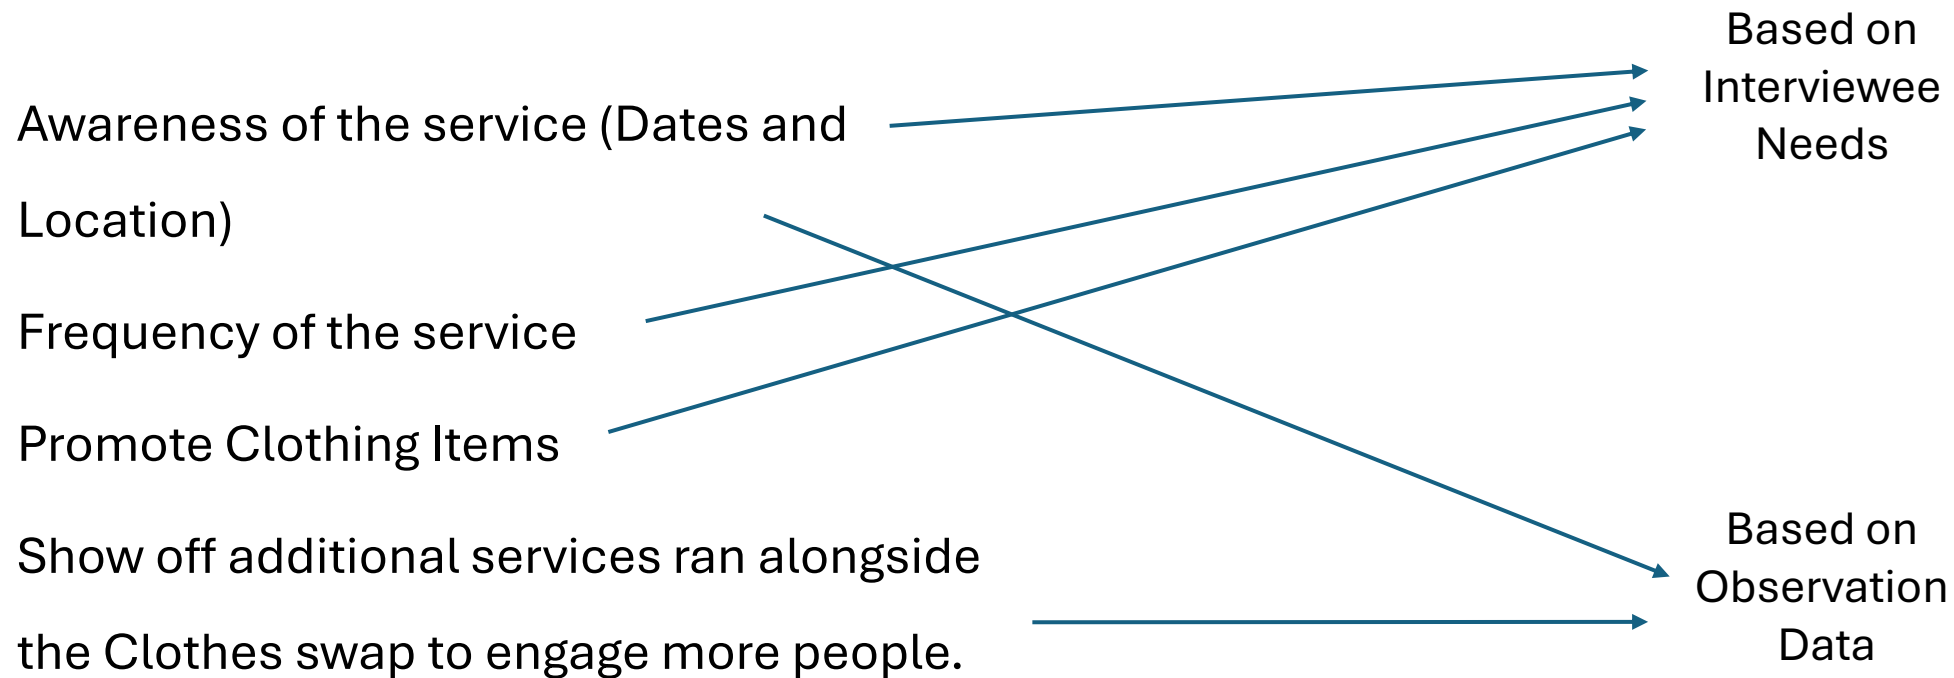 Awareness of the service (Dates and
Location)
Frequency of the service
Promote Clothing Items
Show off additional services ran alongside
the Clothes swap to engage more people.
Based on
Interviewee
Needs
Based on
Observation
Data